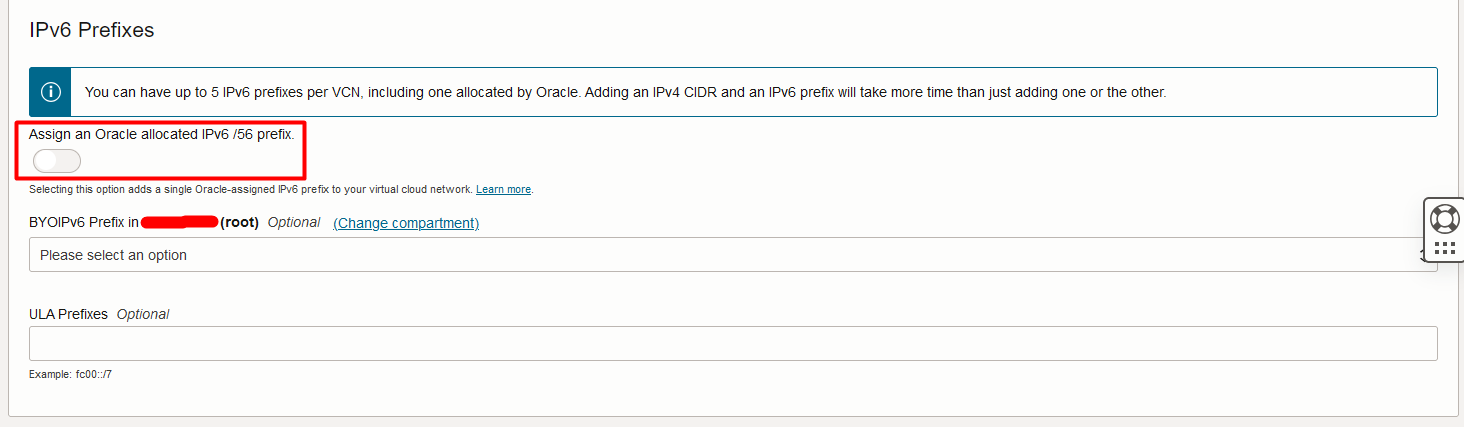 IPv6 Prefixes
You can have up to 5 IPv6 prefixes per VCN, including one allocated by Oracle. Adding an IPv4 CIDR and an IPv6 prefix will take more time than just adding one or the other.
Assign an Oracle allocated IPv6 /56 prefix.
Selecting this option adds a single Oracle-assigned IPv6 prefix to your virtual cloud network. Learn more.
BYOIPv6 Prefix in (root) Optional (Change compartment)
Please select an option
ULA Prefixes Optional
Example: fc00::/7